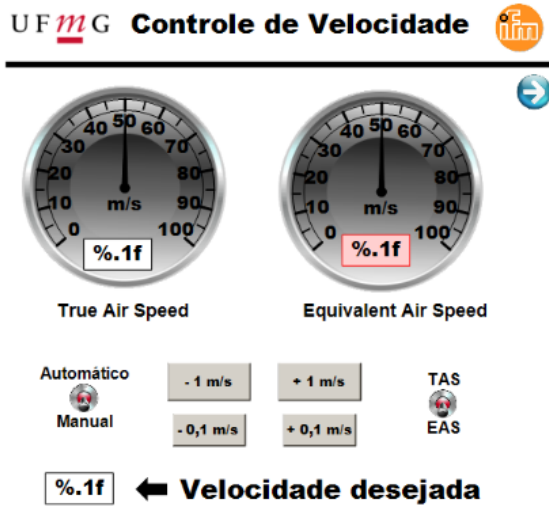 UFmG Controle de Velocidade ifm
0 10 20 30 40 50 60 70 80 90 100
m/s
%.1f
True Air Speed
0 10 20 30 40 50 60 70 80 90 100
m/s
%.1f
Equivalent Air Speed
Automático
Manual
- 1 m/s + 1 m/s
- 0,1 m/s + 0,1 m/s
TAS
EAS
%.1f Velocidade desejada